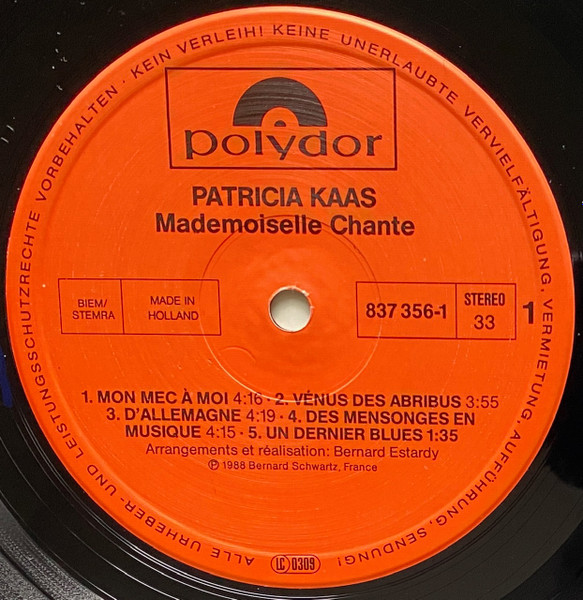 ALLE URHEBER- UND LEISTUNGSSCHUTZRECHTE VORBEHALTEN · KEIN VERLEIH! KEINE UNERLAUBTE VERVIELFÄLTIGUNG, VERMIETUNG, AUFFÜHRUNG, SENDUNG!
polydor
PATRICIA KAAS
Mademoiselle Chante
BIEM/
STEMRA
MADE IN
HOLLAND
837 356-1
STEREO
33
1
1. MON MEC À MOI 4:16 · 2. VÉNUS DES ABRIBUS 3:55
3. D'ALLEMAGNE 4:19 · 4. DES MENSONGES EN
MUSIQUE 4:15 · 5. UN DERNIER BLUES 1:35
Arrangements et réalisation: Bernard Estardy
℗ 1988 Bernard Schwartz, France
LC 0309